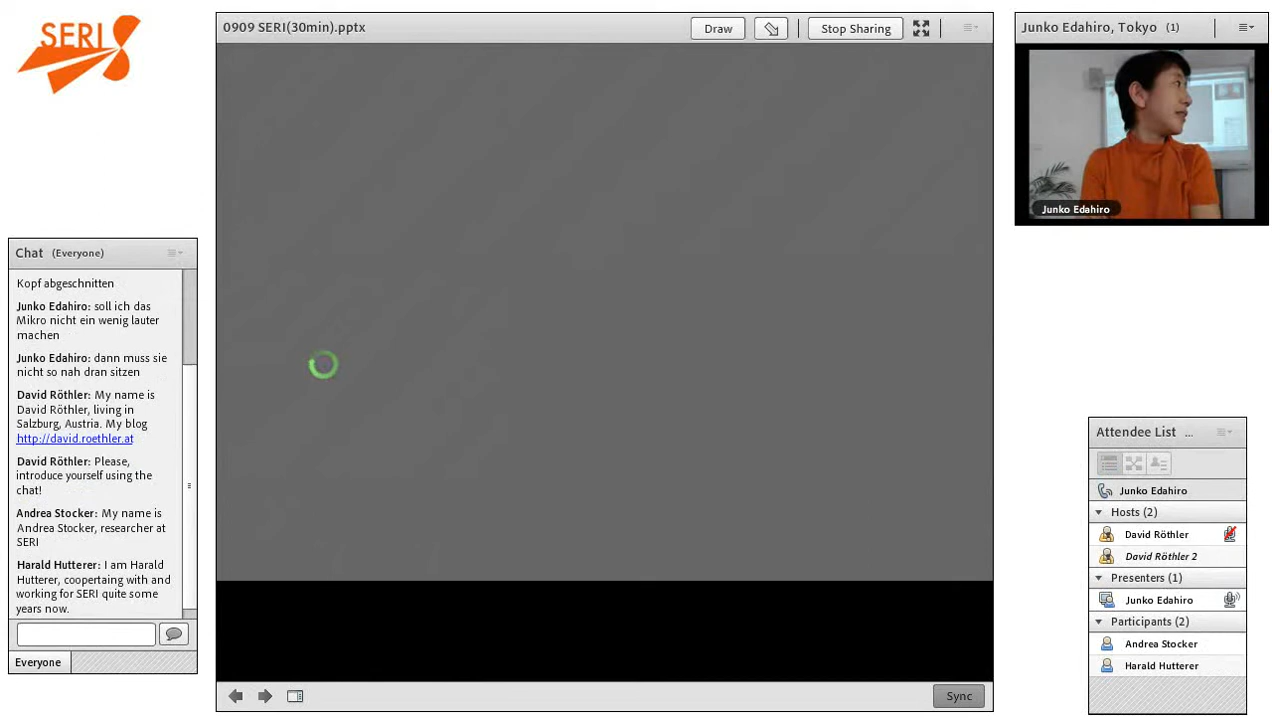 SERI
0909 SERI(30min).pptx
Draw
Stop Sharing
Junko Edahiro, Tokyo (1)
Junko Edahiro
Chat (Everyone)
Kopf abgeschnitten
Junko Edahiro: soll ich das
Mikro nicht ein wenig lauter
machen
Junko Edahiro: dann muss sie
nicht so nah dran sitzen
David Röthler: My name is
David Röthler, living in
Salzburg, Austria. My blog
http://david.roethler.at
David Röthler: Please,
introduce yourself using the
chat!
Andrea Stocker: My name is
Andrea Stocker, researcher at
SERI
Harald Hutterer: I am Harald
Hutterer, coopertaing with and
working for SERI quite some
years now.
Everyone
Sync
Attendee List ...
Junko Edahiro
Hosts (2)
David Röthler
David Röthler 2
Presenters (1)
Junko Edahiro
Participants (2)
Andrea Stocker
Harald Hutterer